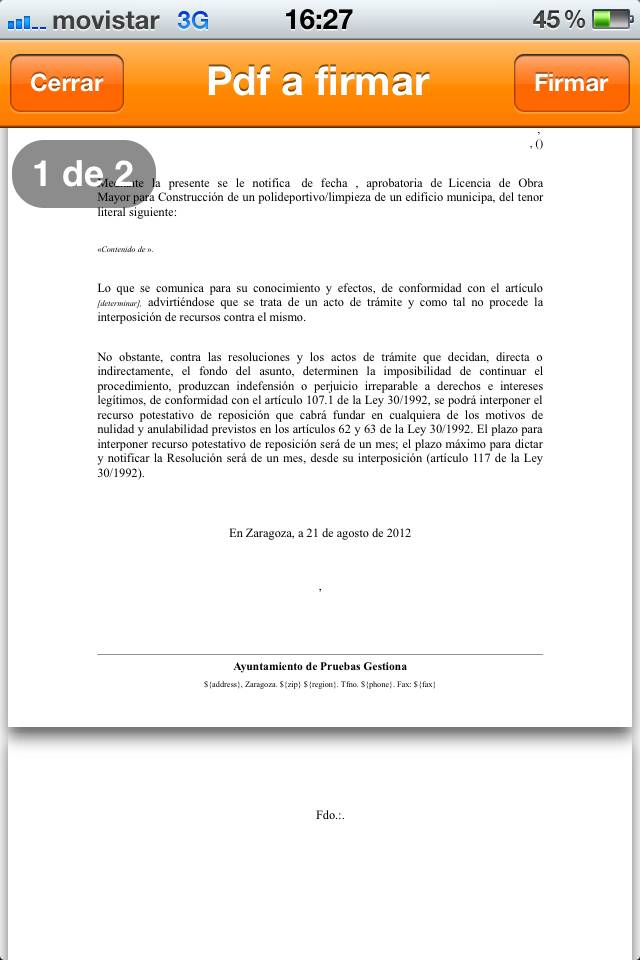 movistar 3G 16:27 45 %
Cerrar Pdf a firmar Firmar
,
, ()
1 de 2
Mediante la presente se le notifica de fecha , aprobatoria de Licencia de Obra
Mayor para Construcción de un polideportivo/limpieza de un edificio municipa, del tenor
literal siguiente:
«Contenido de ».
Lo que se comunica para su conocimiento y efectos, de conformidad con el artículo
[determinar], advirtiéndose que se trata de un acto de trámite y como tal no procede la
interposición de recursos contra el mismo.
No obstante, contra las resoluciones y los actos de trámite que decidan, directa o
indirectamente, el fondo del asunto, determinen la imposibilidad de continuar el
procedimiento, produzcan indefensión o perjuicio irreparable a derechos e intereses
legítimos, de conformidad con el artículo 107.1 de la Ley 30/1992, se podrá interponer el
recurso potestativo de reposición que cabrá fundar en cualquiera de los motivos de
nulidad y anulabilidad previstos en los artículos 62 y 63 de la Ley 30/1992. El plazo para
interponer recurso potestativo de reposición será de un mes; el plazo máximo para dictar
y notificar la Resolución será de un mes, desde su interposición (artículo 117 de la Ley
30/1992).
En Zaragoza, a 21 de agosto de 2012
,
Ayuntamiento de Pruebas Gestiona
${address}, Zaragoza. ${zip} ${region}. Tfno. ${phone}. Fax: ${fax}
Fdo.:.